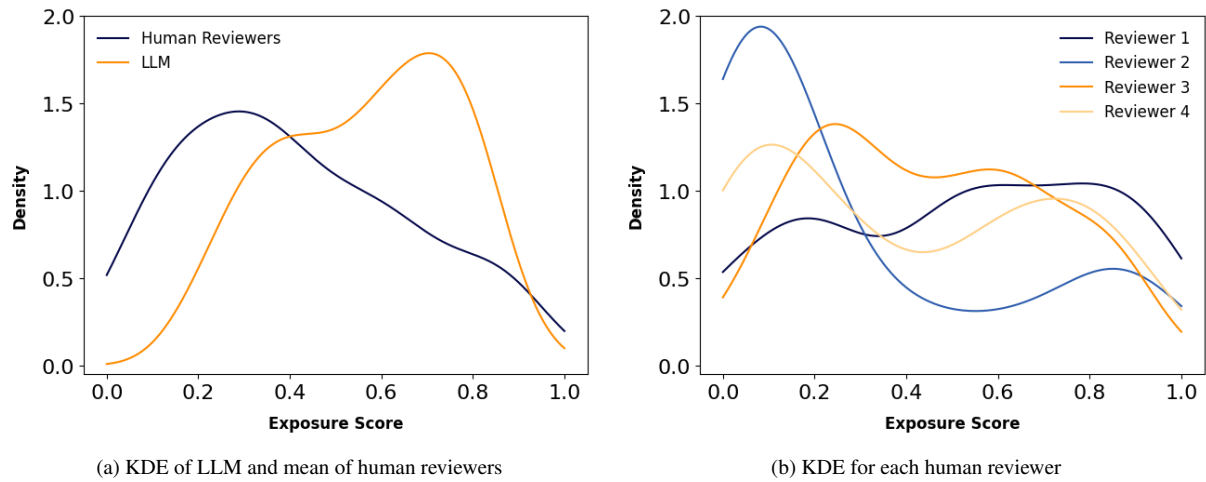 2.0
1.5
1.0
0.5
0.0
Density
Human Reviewers
LLM
0.0 0.2 0.4 0.6 0.8 1.0
Exposure Score
(a) KDE of LLM and mean of human reviewers
2.0
1.5
1.0
0.5
0.0
Density
Reviewer 1
Reviewer 2
Reviewer 3
Reviewer 4
0.0 0.2 0.4 0.6 0.8 1.0
Exposure Score
(b) KDE for each human reviewer